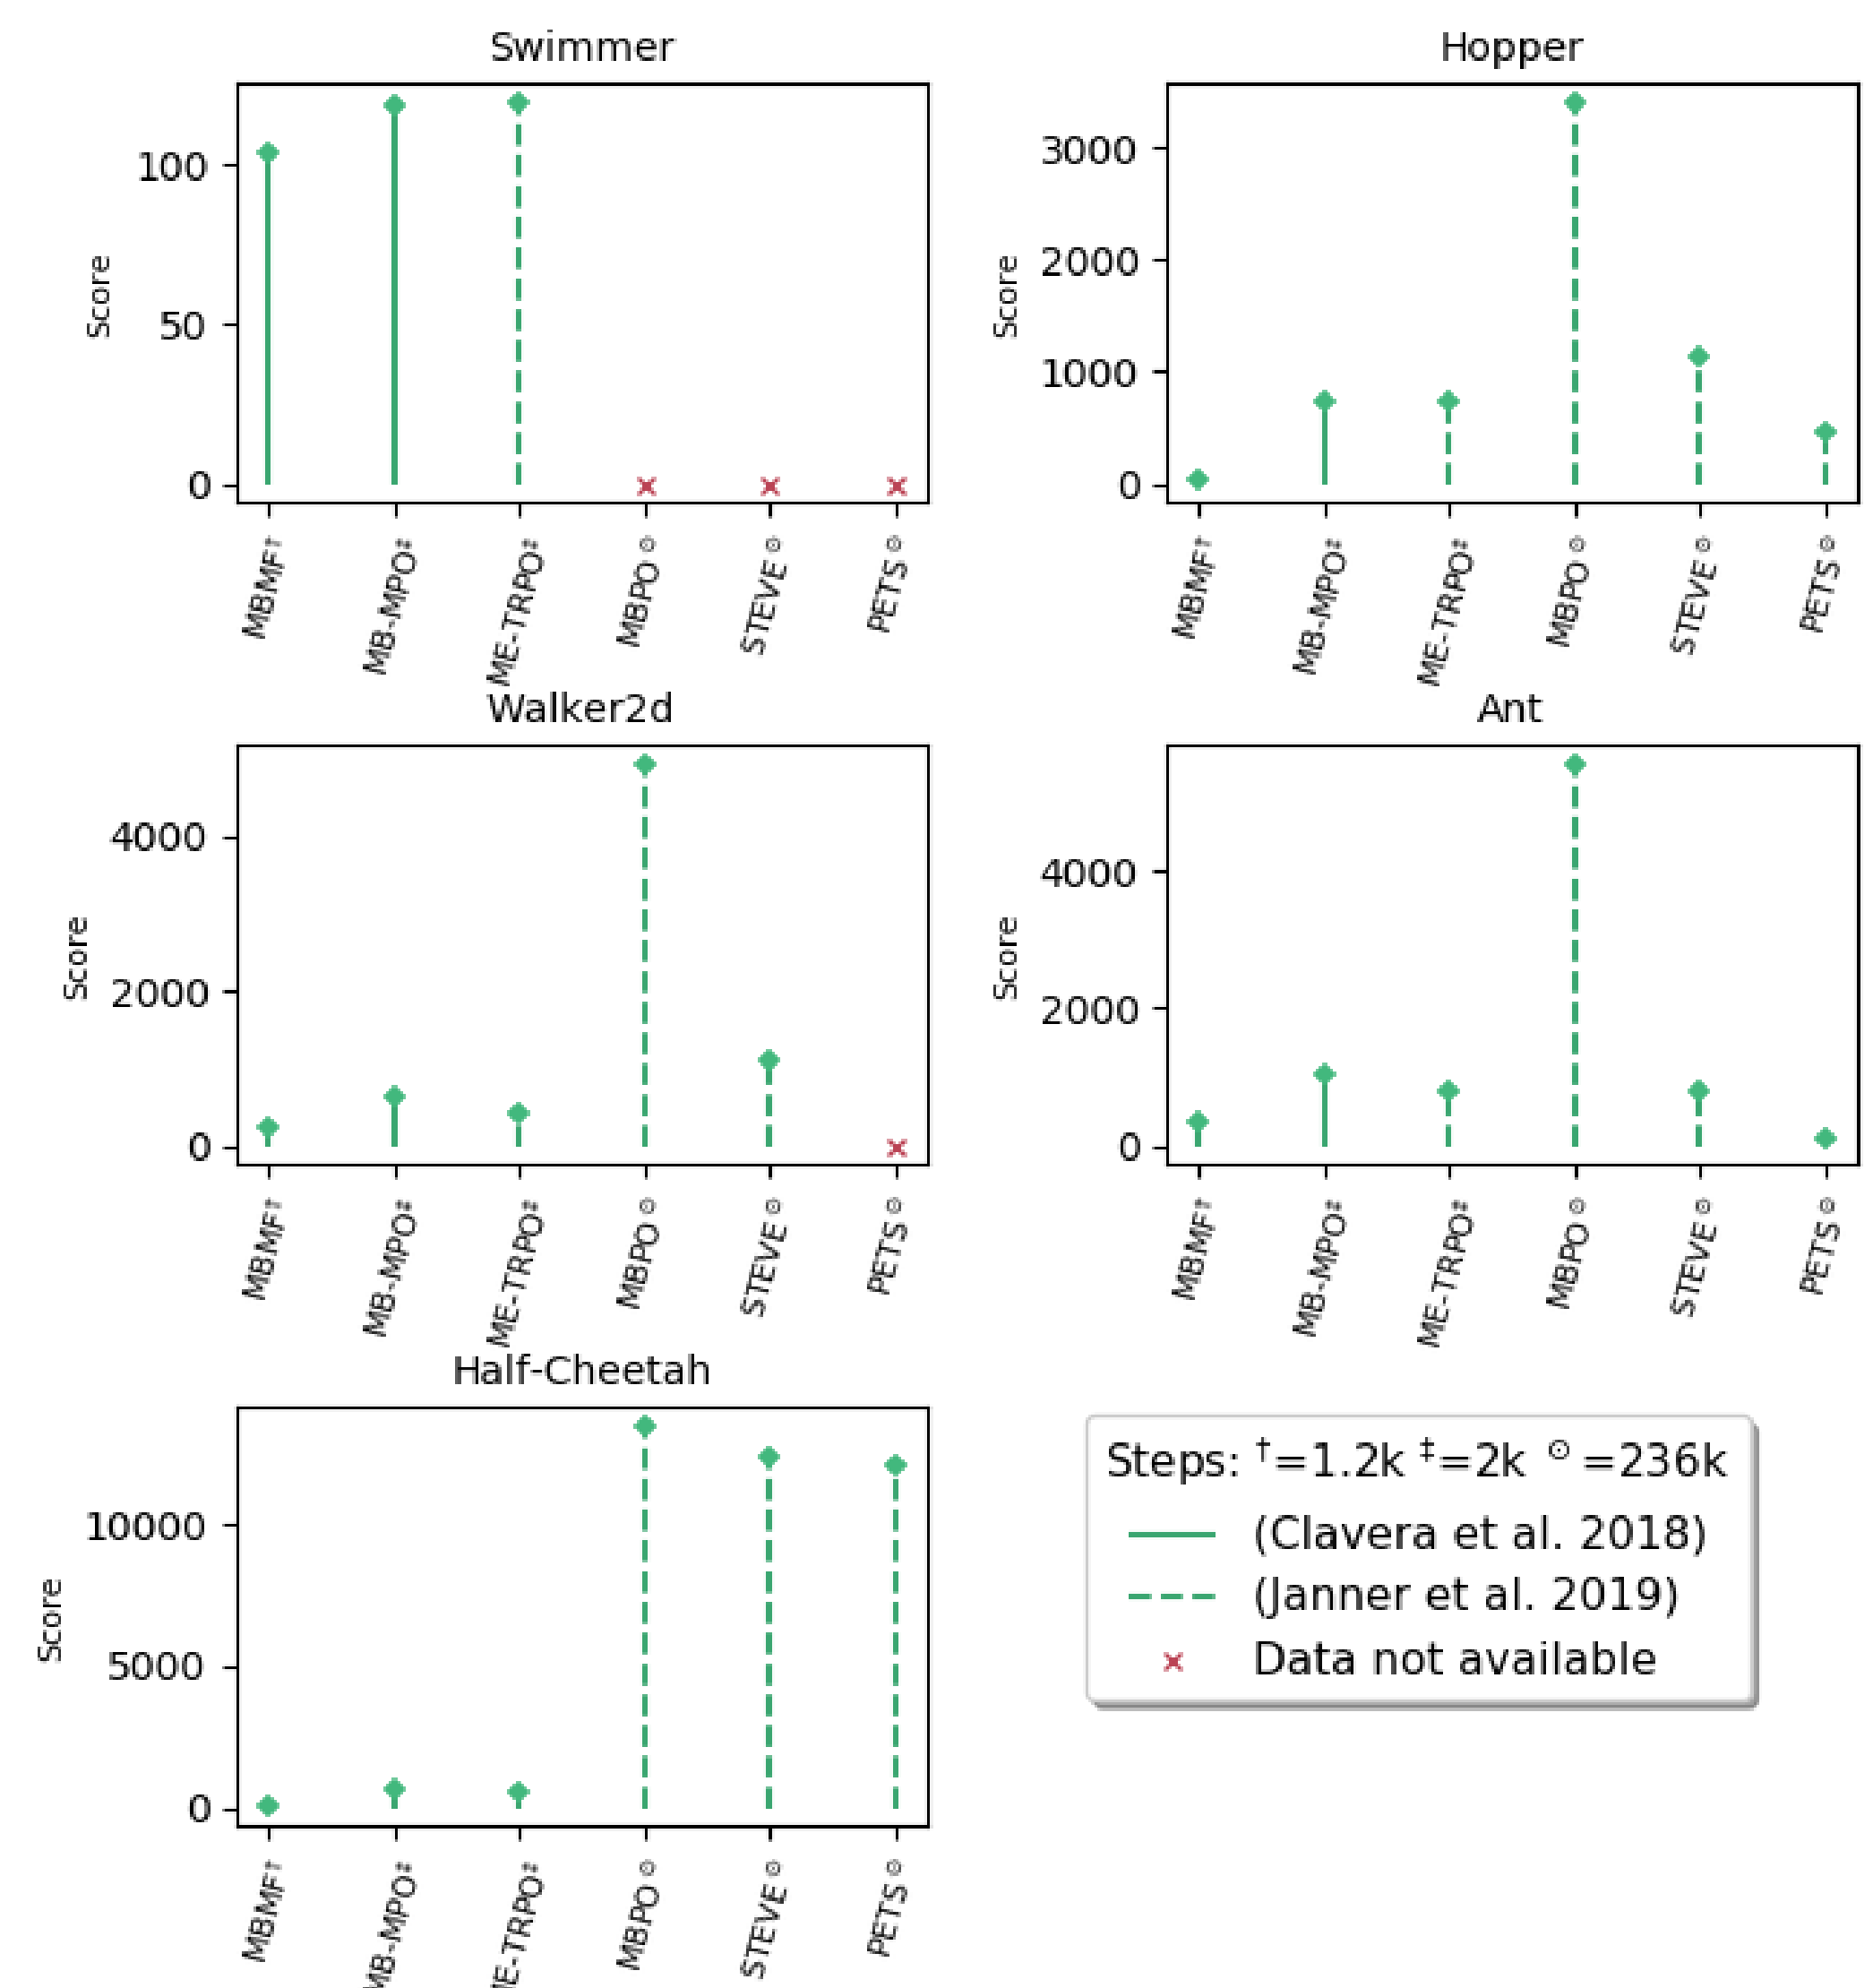 Swimmer
Score
100
50
0
MBMF†
MB-MPO‡
ME-TRPO‡
MBPO⊙
STEVE⊙
PETS⊙
Hopper
Score
3000
2000
1000
0
MBMF†
MB-MPO‡
ME-TRPO‡
MBPO⊙
STEVE⊙
PETS⊙
Walker2d
Score
4000
2000
0
MBMF†
MB-MPO‡
ME-TRPO‡
MBPO⊙
STEVE⊙
PETS⊙
Ant
Score
4000
2000
0
MBMF†
MB-MPO‡
ME-TRPO‡
MBPO⊙
STEVE⊙
PETS⊙
Half-Cheetah
Score
10000
5000
0
MBMF†
MB-MPO‡
ME-TRPO‡
MBPO⊙
STEVE⊙
PETS⊙
Steps: †=1.2k ‡=2k ⊙=236k
(Clavera et al. 2018)
(Janner et al. 2019)
Data not available